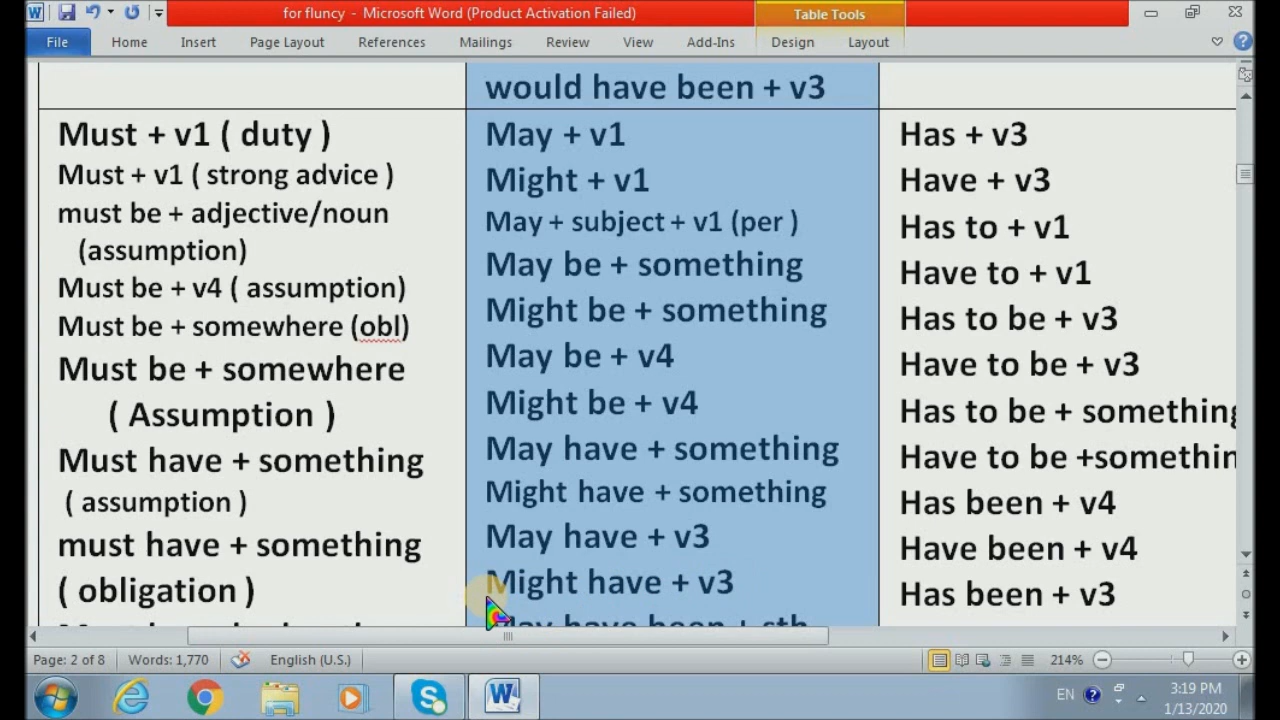 for fluncy - Microsoft Word (Product Activation Failed)
Table Tools
File
Home
Insert
Page Layout
References
Mailings
Review
View
Add-Ins
Design
Layout
would have been + v3
Must + v1 ( duty )
Must + v1 ( strong advice )
must be + adjective/noun
(assumption)
Must be + v4 ( assumption)
Must be + somewhere (obl)
Must be + somewhere
( Assumption )
Must have + something
( assumption )
must have + something
( obligation )
May + v1
Might + v1
May + subject + v1 (per )
May be + something
Might be + something
May be + v4
Might be + v4
May have + something
Might have + something
May have + v3
Might have + v3
May have been + sth
Has + v3
Have + v3
Has to + v1
Have to + v1
Has to be + v3
Have to be + v3
Has to be + something
Have to be +somethin
Has been + v4
Have been + v4
Has been + v3
Page: 2 of 8
Words: 1,770
English (U.S.)
214%
EN
3:19 PM
1/13/2020